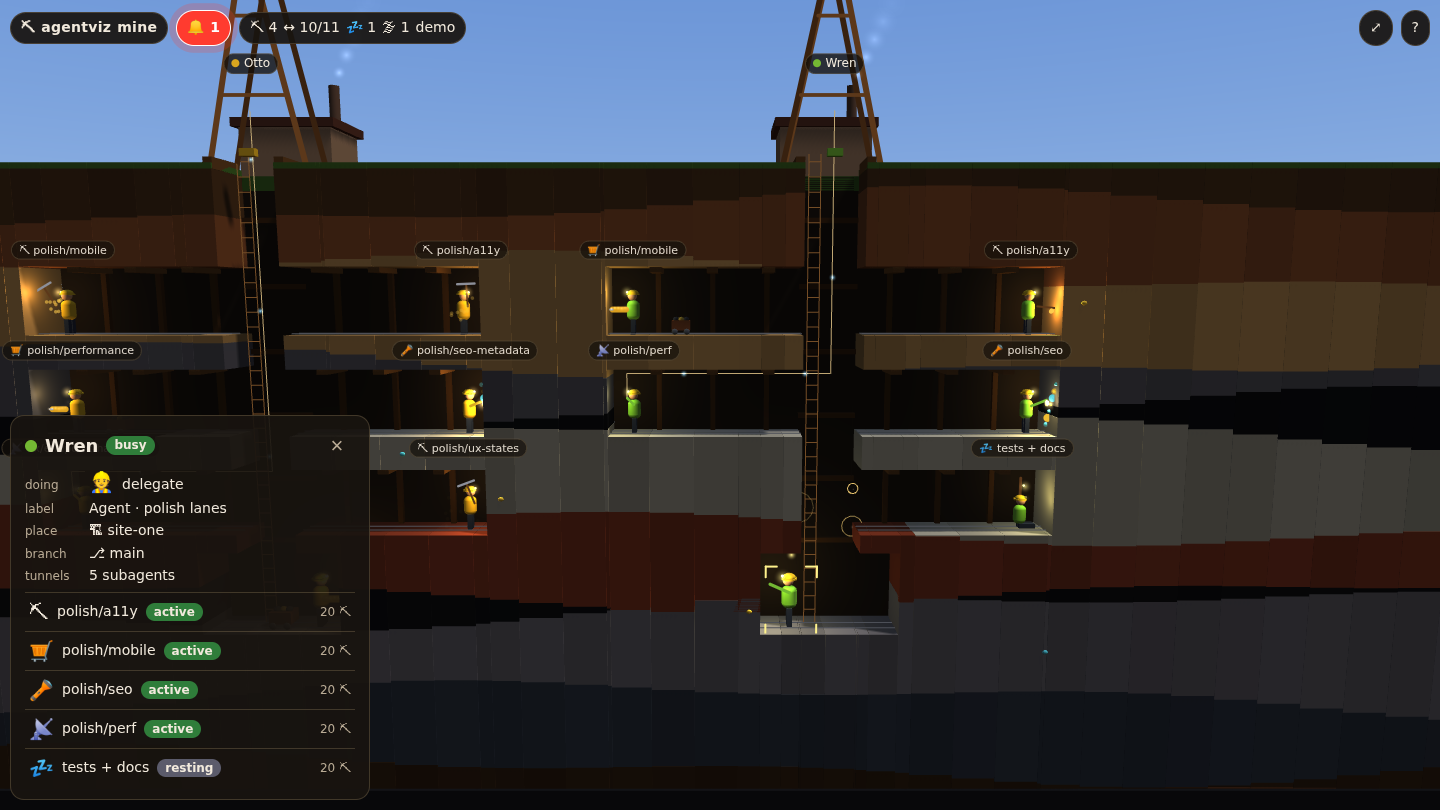 agentviz mine
1
4 ↔ 10/11 💤 1 1 demo
?
Otto
Wren
polish/mobile
polish/a11y
polish/mobile
polish/a11y
polish/performance
polish/seo-metadata
polish/perf
polish/seo
polish/ux-states
tests + docs
Wren busy ×
doing delegate
label Agent · polish lanes
place site-one
branch main
tunnels 5 subagents
polish/a11y active 20
polish/mobile active 20
polish/seo active 20
polish/perf active 20
tests + docs resting 20